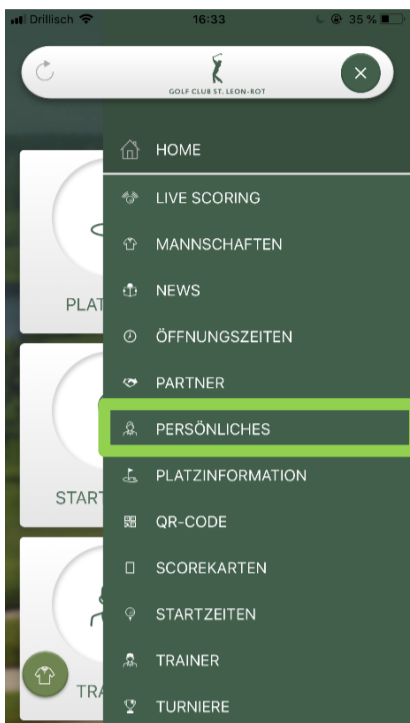 Drillisch 16:33 35 %
GOLF CLUB ST. LEON-ROT
HOME
LIVE SCORING
MANNSCHAFTEN
NEWS
PLAT
ÖFFNUNGSZEITEN
PARTNER
PERSÖNLICHES
PLATZINFORMATION
START
QR-CODE
SCOREKARTEN
STARTZEITEN
TRAINER
TRA
TURNIERE